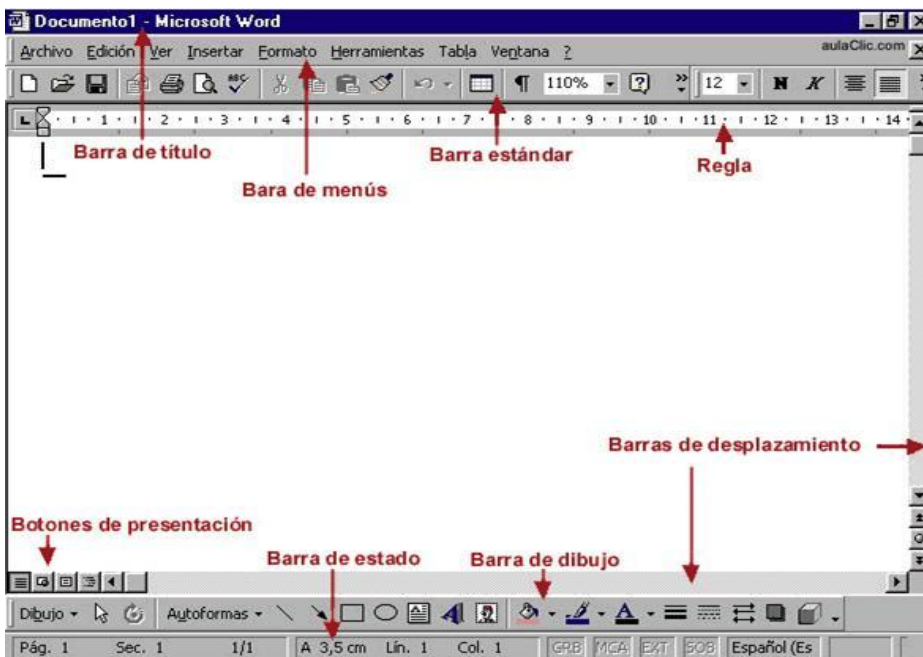 Documento1 - Microsoft Word
Archivo Edición Ver Insertar Formato Herramientas Tabla Ventana ?
aulaClic.com
ABC ¶ 110% ? » 12 N K
1 2 3 4 5 6 7 8 9 10 11 12 13 14
Barra de título
Barra estándar
Regla
Bara de menús
Barras de desplazamiento
Botones de presentación
Barra de estado
Barra de dibujo
Dibujo Autoformas A A
Pág. 1 Sec. 1 1/1 A 3,5 cm Lín. 1 Col. 1 GRB MCA EXT SOB Español (Es